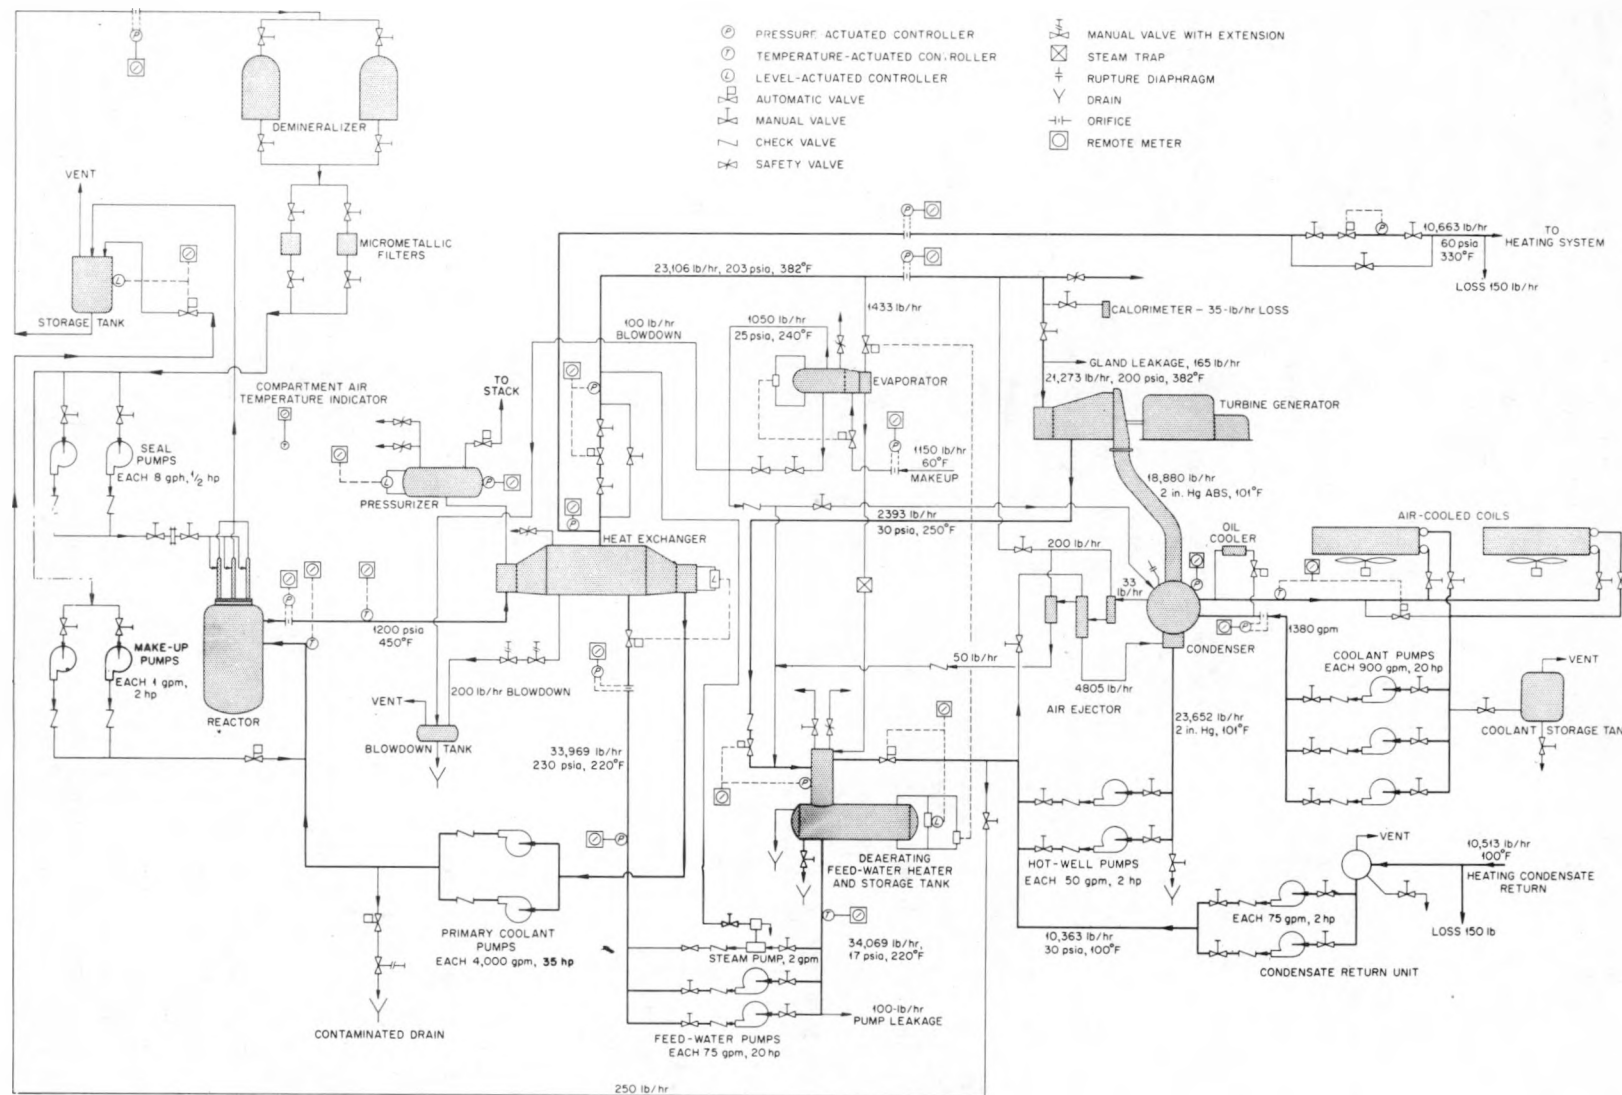 PRESSURE ACTUATED CONTROLLER
TEMPERATURE-ACTUATED CONTROLLER
LEVEL-ACTUATED CONTROLLER
AUTOMATIC VALVE
MANUAL VALVE
CHECK VALVE
SAFETY VALVE
MANUAL VALVE WITH EXTENSION
STEAM TRAP
RUPTURE DIAPHRAGM
DRAIN
ORIFICE
REMOTE METER
DEMINERALIZER
VENT
MICROMETALLIC
FILTERS
STORAGE TANK
10,663 lb/hr
60 psia
330°F
TO
HEATING SYSTEM
LOSS 150 lb/hr
23,106 lb/hr, 203 psia, 382°F
1433 lb/hr
CALORIMETER – 35-lb/hr LOSS
100 lb/hr
BLOWDOWN
1050 lb/hr
25 psia, 240°F
GLAND LEAKAGE, 165 lb/hr
21,273 lb/hr, 200 psia, 382°F
EVAPORATOR
TURBINE GENERATOR
COMPARTMENT AIR
TEMPERATURE INDICATOR
TO
STACK
SEAL
PUMPS
EACH 8 gph, 1/2 hp
PRESSURIZER
1150 lb/hr
60°F
MAKEUP
18,880 lb/hr
2 in. Hg ABS, 101°F
2393 lb/hr
30 psia, 250°F
OIL
COOLER
AIR-COOLED COILS
HEAT EXCHANGER
200 lb/hr
33
lb/hr
1200 psia
450°F
1380 gpm
MAKE-UP
PUMPS
EACH 1 gpm,
2 hp
50 lb/hr
CONDENSER
COOLANT PUMPS
EACH 900 gpm, 20 hp
VENT
200 lb/hr BLOWDOWN
4805 lb/hr
AIR EJECTOR
REACTOR
VENT
BLOWDOWN TANK
23,652 lb/hr
2 in. Hg, 101°F
COOLANT STORAGE TANK
33,969 lb/hr
230 psia, 220°F
DEAERATING
FEED-WATER HEATER
AND STORAGE TANK
HOT-WELL PUMPS
EACH 50 gpm, 2 hp
VENT
10,513 lb/hr
100°F
HEATING CONDENSATE
RETURN
EACH 75 gpm, 2 hp
LOSS 150 lb
PRIMARY COOLANT
PUMPS
EACH 4,000 gpm, 35 hp
STEAM PUMP, 2 gpm
34,069 lb/hr,
17 psia, 220°F
10,363 lb/hr
30 psia, 100°F
CONDENSATE RETURN UNIT
100-lb/hr
PUMP LEAKAGE
CONTAMINATED DRAIN
FEED-WATER PUMPS
EACH 75 gpm, 20 hp
250 lb/hr